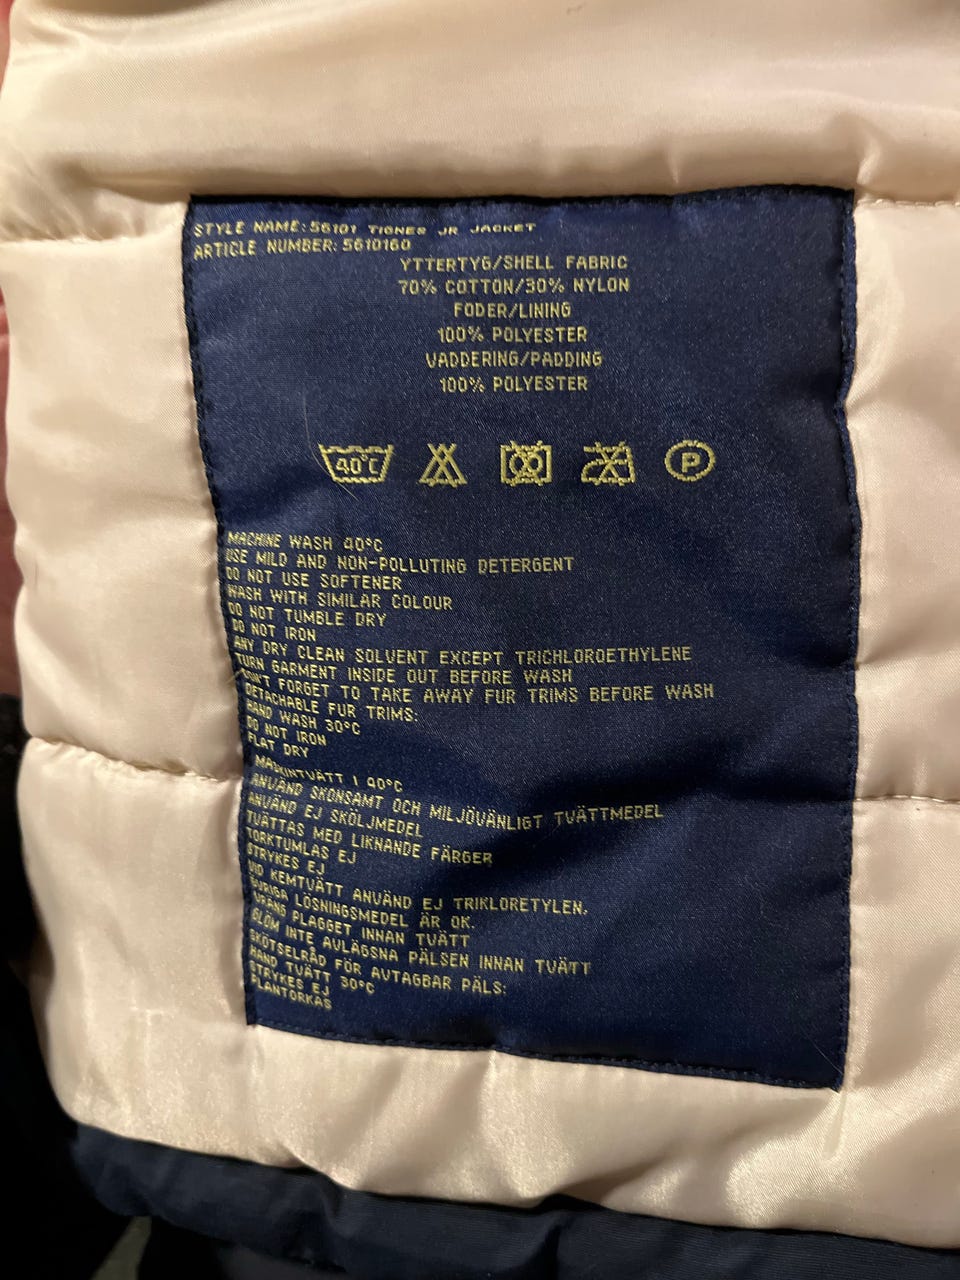 STYLE NAME: 56101 TIGNES JR JACKET
ARTICLE NUMBER: 5610160
YTTERTYG/SHELL FABRIC
70% COTTON/30% NYLON
FODER/LINING
100% POLYESTER
VADDERING/PADDING
100% POLYESTER
40°C P
MACHINE WASH 40°C
USE MILD AND NON-POLLUTING DETERGENT
DO NOT USE SOFTENER
WASH WITH SIMILAR COLOUR
DO NOT TUMBLE DRY
DO NOT IRON
ANY DRY CLEAN SOLVENT EXCEPT TRICHLOROETHYLENE
TURN GARMENT INSIDE OUT BEFORE WASH
DON'T FORGET TO TAKE AWAY FUR TRIMS BEFORE WASH
DETACHABLE FUR TRIMS:
HAND WASH 30°C
DO NOT IRON
FLAT DRY
MASKINTVÄTT I 40°C
ANVÄND SKONSAMT OCH MILJÖVÄNLIGT TVÄTTMEDEL
ANVÄND EJ SKÖLJMEDEL
TVÄTTAS MED LIKNANDE FÄRGER
TORKTUMLAS EJ
STRYKES EJ
VID KEMTVÄTT ANVÄND EJ TRIKLORETYLEN,
ÖVRIGA LÖSNINGSMEDEL ÄR OK.
VRÄNG PLAGGET INNAN TVÄTT
GLÖM INTE AVLÄGSNA PÄLSEN INNAN TVÄTT
SKÖTSELRÅD FÖR AVTAGBAR PÄLS:
HAND TVÄTT 30°C
STRYKES EJ
PLANTORKAS